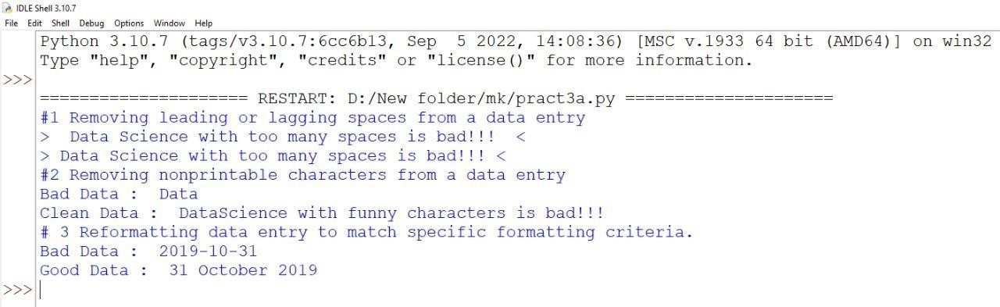 IDLE Shell 3.10.7
File Edit Shell Debug Options Window Help
Python 3.10.7 (tags/v3.10.7:6cc6b13, Sep  5 2022, 14:08:36) [MSC v.1933 64 bit (AMD64)] on win32
Type "help", "copyright", "credits" or "license()" for more information.
>>>
===================== RESTART: D:/New folder/mk/pract3a.py =====================
#1 Removing leading or lagging spaces from a data entry
>  Data Science with too many spaces is bad!!!  <
> Data Science with too many spaces is bad!!! <
#2 Removing nonprintable characters from a data entry
Bad Data :  Data
Clean Data :  DataScience with funny characters is bad!!!
# 3 Reformatting data entry to match specific formatting criteria.
Bad Data :  2019-10-31
Good Data :  31 October 2019
>>>